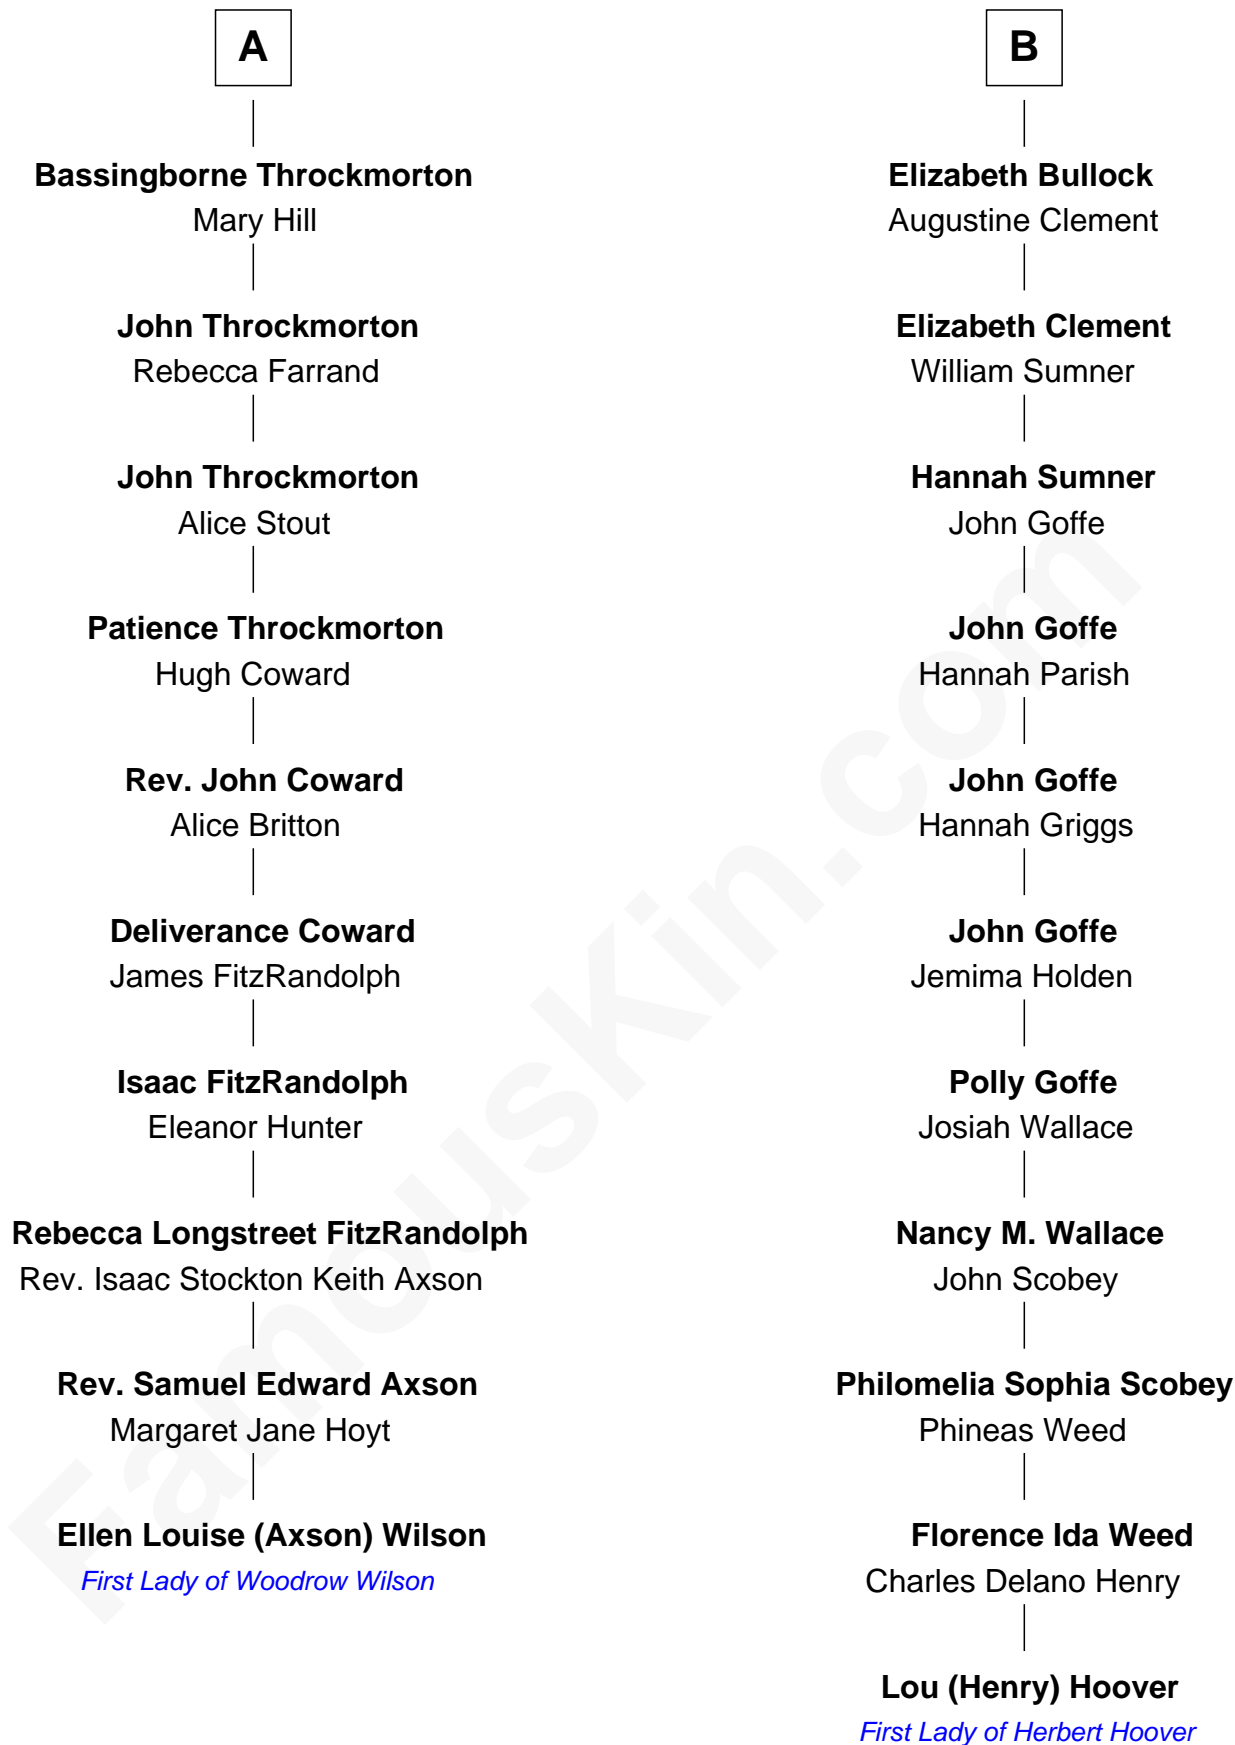 A
Bassingborne Throckmorton
Mary Hill
John Throckmorton
Rebecca Farrand
John Throckmorton
Alice Stout
Patience Throckmorton
Hugh Coward
Rev. John Coward
Alice Britton
Deliverance Coward
James FitzRandolph
Isaac FitzRandolph
Eleanor Hunter
Rebecca Longstreet FitzRandolph
Rev. Isaac Stockton Keith Axson
Rev. Samuel Edward Axson
Margaret Jane Hoyt
Ellen Louise (Axson) Wilson
First Lady of Woodrow Wilson
B
Elizabeth Bullock
Augustine Clement
Elizabeth Clement
William Sumner
Hannah Sumner
John Goffe
John Goffe
Hannah Parish
John Goffe
Hannah Griggs
John Goffe
Jemima Holden
Polly Goffe
Josiah Wallace
Nancy M. Wallace
John Scobey
Philomelia Sophia Scobey
Phineas Weed
Florence Ida Weed
Charles Delano Henry
Lou (Henry) Hoover
First Lady of Herbert Hoover
FamousKin.com